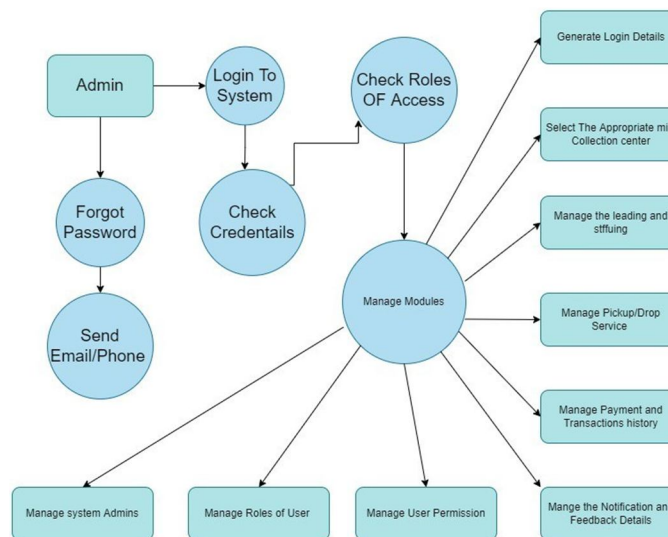 Generate Login Details
Admin
Login To
System
Check Roles
OF Access
Select The Appropriate
Collection center
Forgot
Password
Check
Credentails
Manage the leading and
stffuing
Manage Modules
Manage Pickup/Drop
Service
Send
Email/Phone
Manage Payment and
Transactions history
Manage system Admins
Manage Roles of User
Manage User Permission
Mange the Notification
Feedback Details